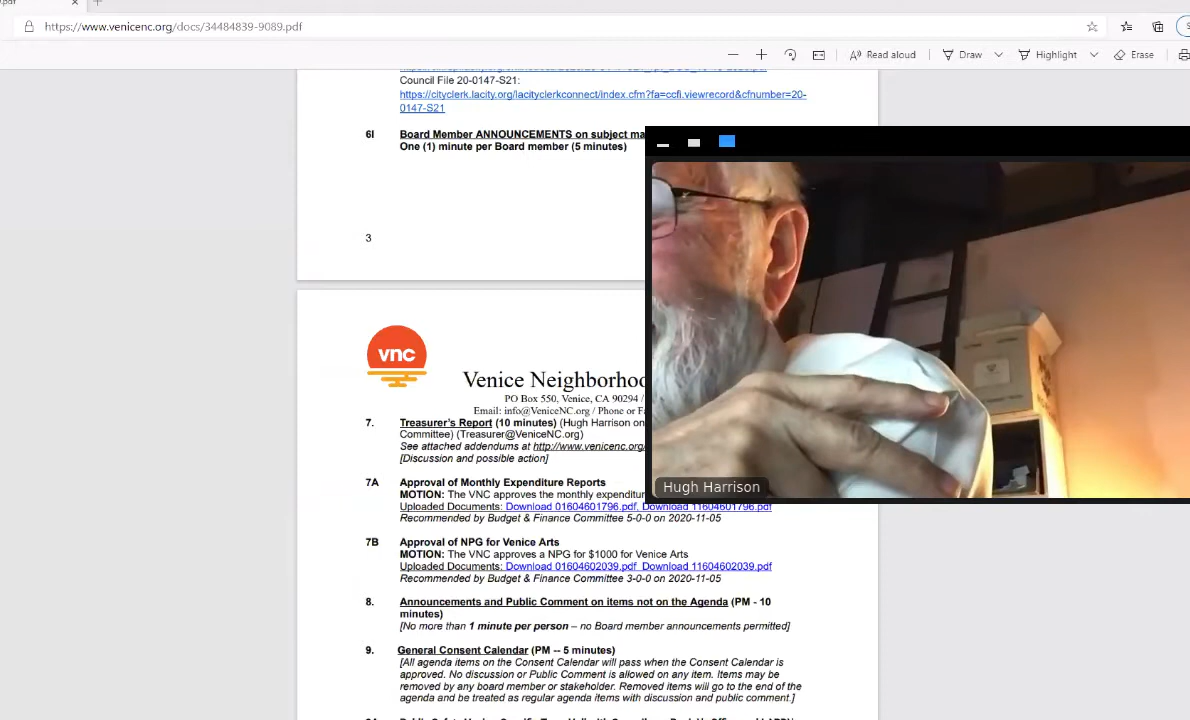 .pdf
https://www.venicenc.org/docs/34484839-9089.pdf
Read aloud
Draw
Highlight
Erase
Council File 20-0147-S21:
https://cityclerk.lacity.org/lacityclerkconnect/index.cfm?fa=ccfi.viewrecord&cfnumber=20-
0147-S21
6I Board Member ANNOUNCEMENTS on subject ma
One (1) minute per Board member (5 minutes)
3
vnc
Venice Neighborhoo
PO Box 550, Venice, CA 90294 /
Email: info@VeniceNC.org / Phone or Fa
7. Treasurer's Report (10 minutes) (Hugh Harrison on
Committee) (Treasurer@VeniceNC.org)
See attached addendums at http://www.venicenc.org/
[Discussion and possible action]
7A Approval of Monthly Expenditure Reports
MOTION: The VNC approves the monthly expenditur
Uploaded Documents: Download 01604601796.pdf, Download 11604601796.pdf
Recommended by Budget & Finance Committee 5-0-0 on 2020-11-05
7B Approval of NPG for Venice Arts
MOTION: The VNC approves a NPG for $1000 for Venice Arts
Uploaded Documents: Download 01604602039.pdf Download 11604602039.pdf
Recommended by Budget & Finance Committee 3-0-0 on 2020-11-05
8. Announcements and Public Comment on items not on the Agenda (PM - 10
minutes)
[No more than 1 minute per person – no Board member announcements permitted]
9. General Consent Calendar (PM -- 5 minutes)
[All agenda items on the Consent Calendar will pass when the Consent Calendar is
approved. No discussion or Public Comment is allowed on any item. Items may be
removed by any board member or stakeholder. Removed items will go to the end of the
agenda and be treated as regular agenda items with discussion and public comment.]
Hugh Harrison